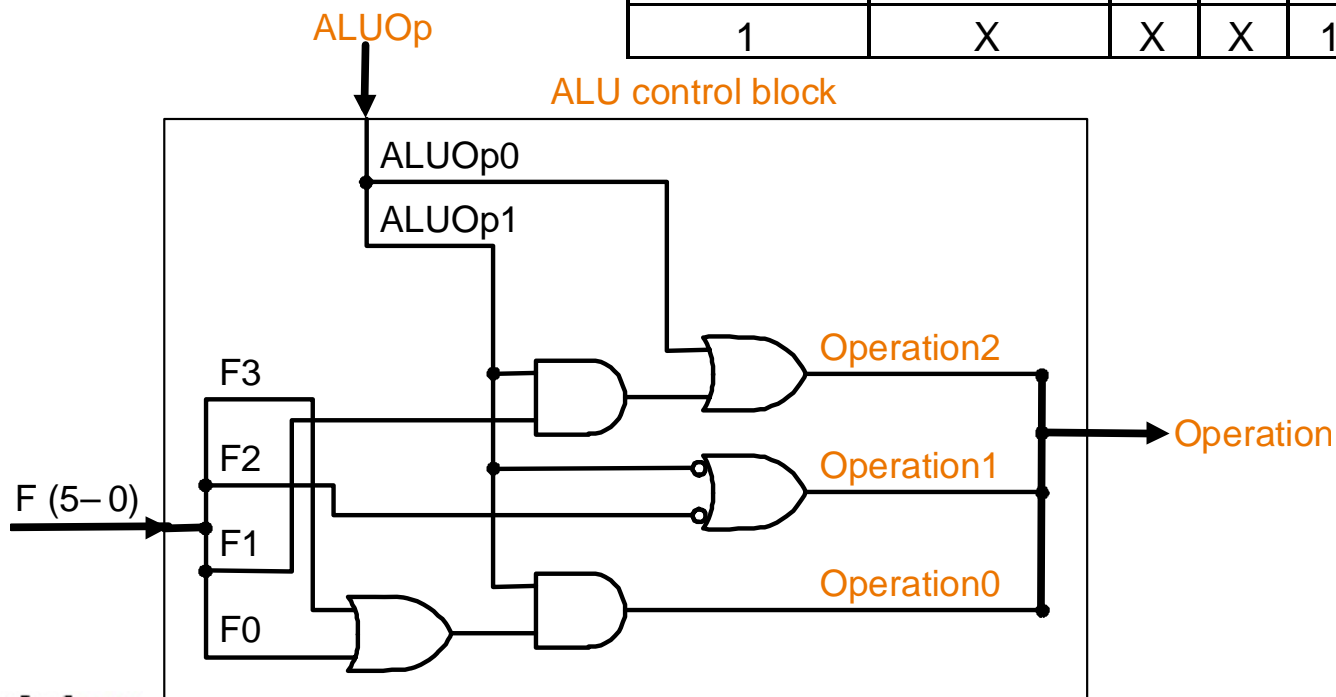 1 X X X 1
ALUOp
ALU control block
ALUOp0
ALUOp1
Operation2
F3
Operation
F2
Operation1
F (5– 0)
F1
Operation0
F0